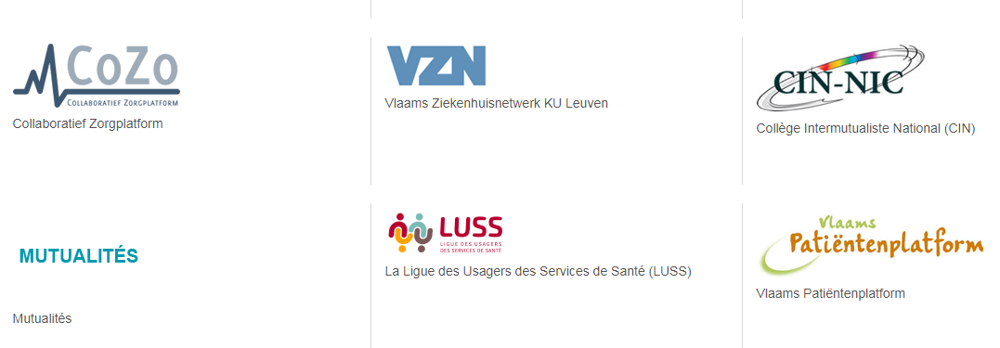 CoZo
COLLABORATIEF ZORGPLATFORM
Collaboratief Zorgplatform
VZN
Vlaams Ziekenhuisnetwerk KU Leuven
CIN-NIC
Collège Intermutualiste National (CIN)
MUTUALITÉS
Mutualités
LUSS
LIGUE DES USAGERS
DES SERVICES DE SANTÉ
La Ligue des Usagers des Services de Santé (LUSS)
Vlaams
Patiëntenplatform
Vlaams Patiëntenplatform